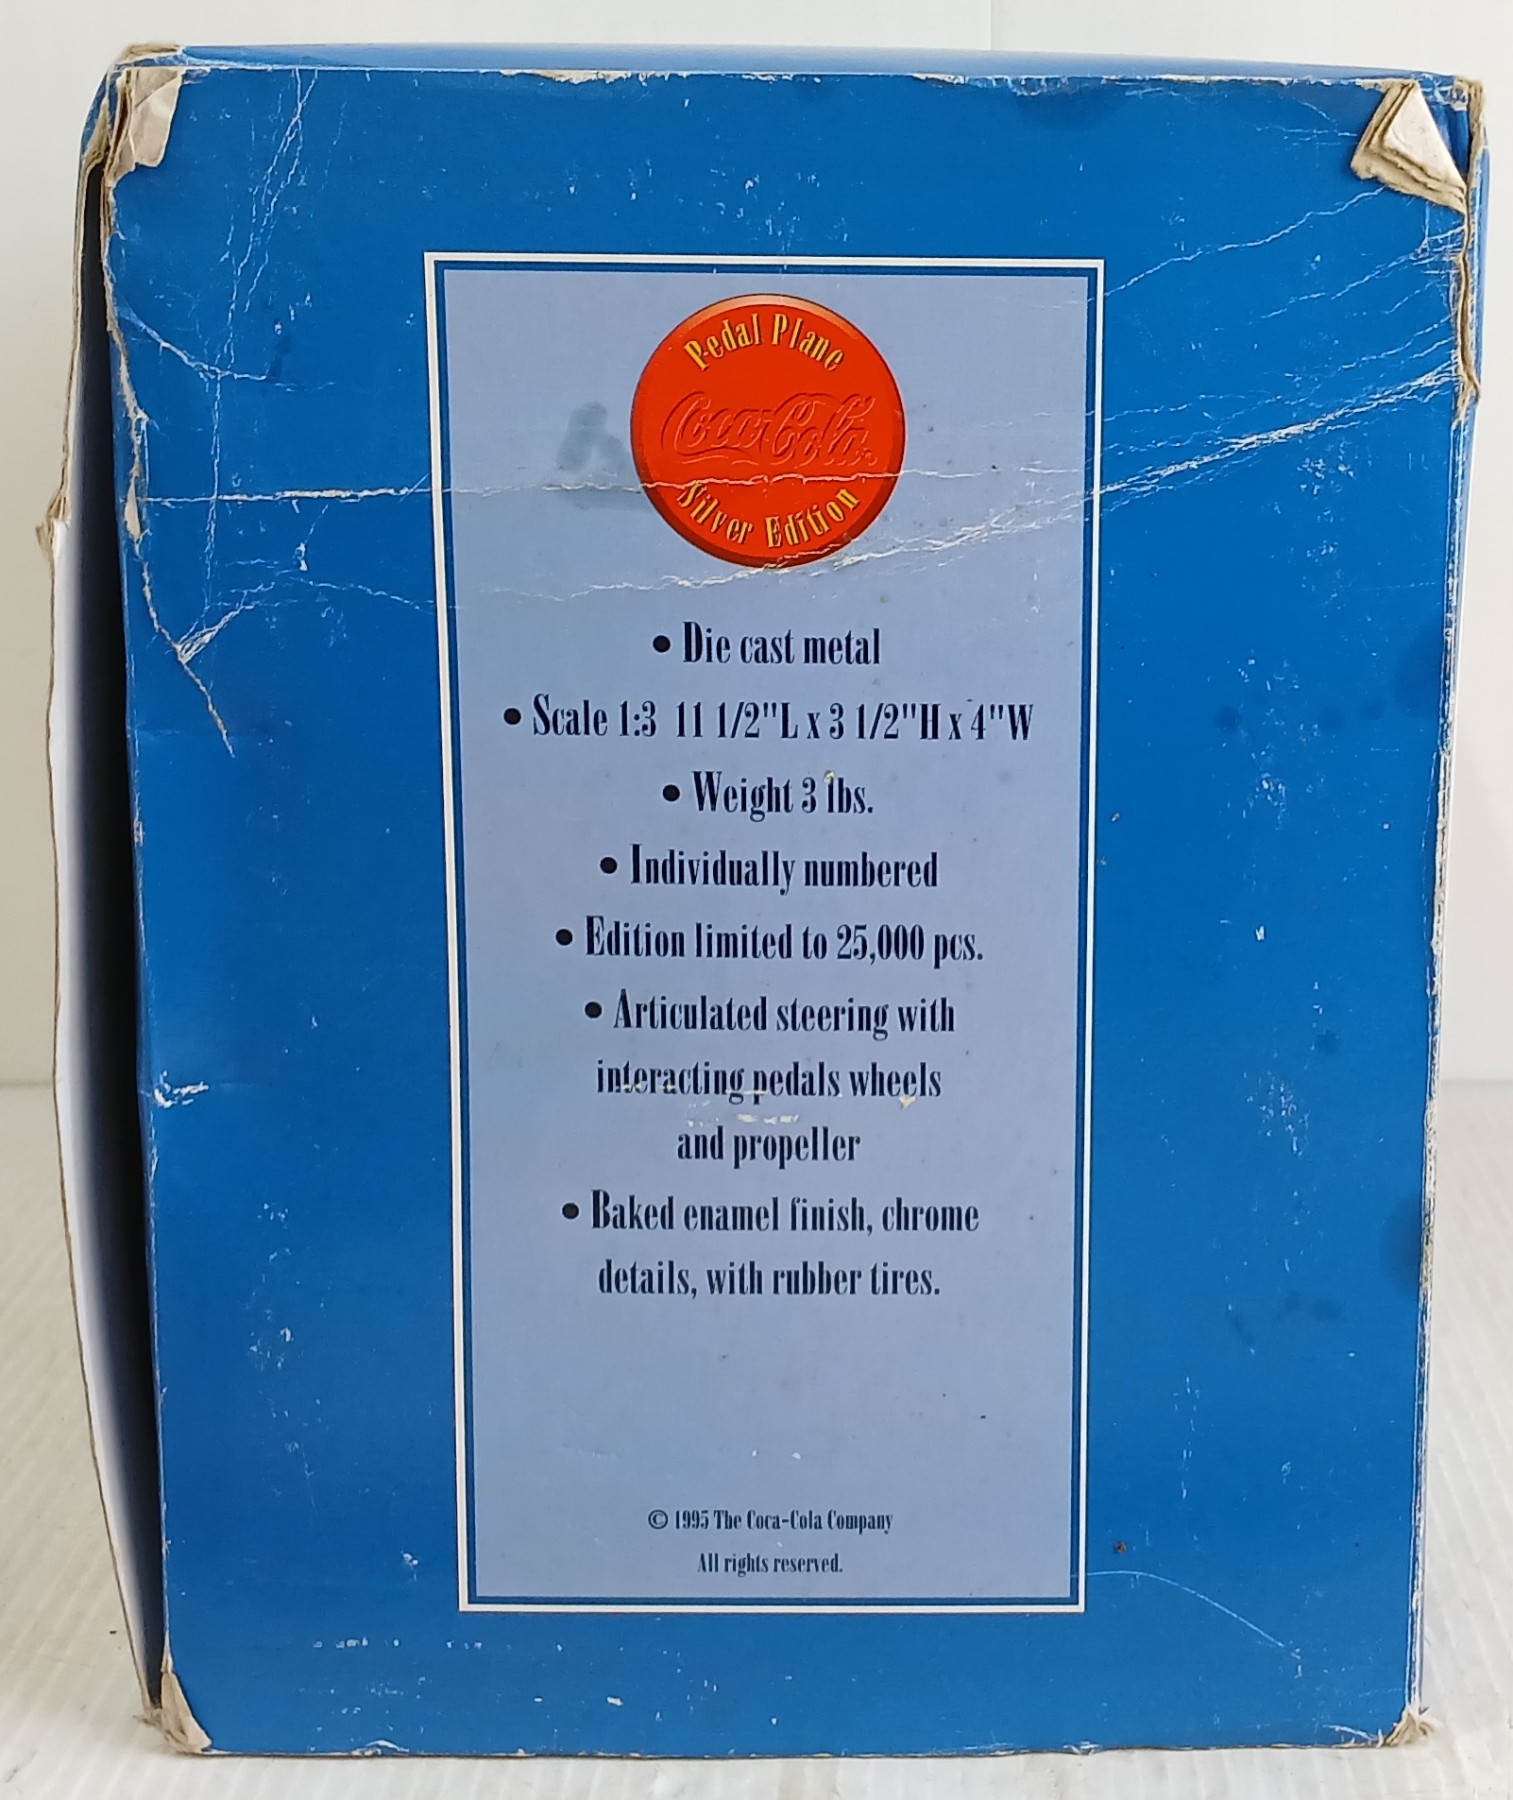 Pedal Plane
Coca-Cola
Silver Edition
• Die cast metal
• Scale 1:3 11 1/2"L x 3 1/2"H x 4"W
• Weight 3 lbs.
• Individually numbered
• Edition limited to 25,000 pcs.
• Articulated steering with
interacting pedals wheels
and propeller
• Baked enamel finish, chrome
details, with rubber tires.
© 1995 The Coca-Cola Company
All rights reserved.